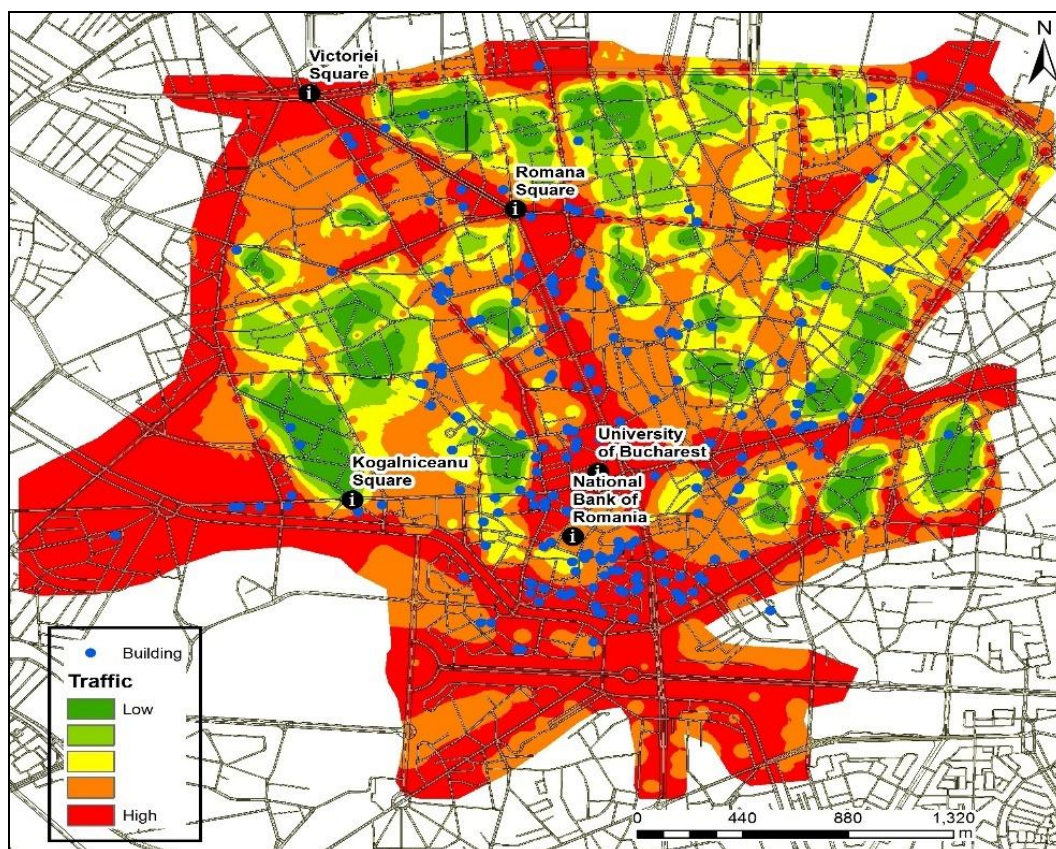 N
Victoriei
Square
i
Romana
Square
i
University
of Bucharest
i
Kogalniceanu
Square
i
National
Bank of
Romania
i
Building
Traffic
Low
High
0 440 880 1,320
m